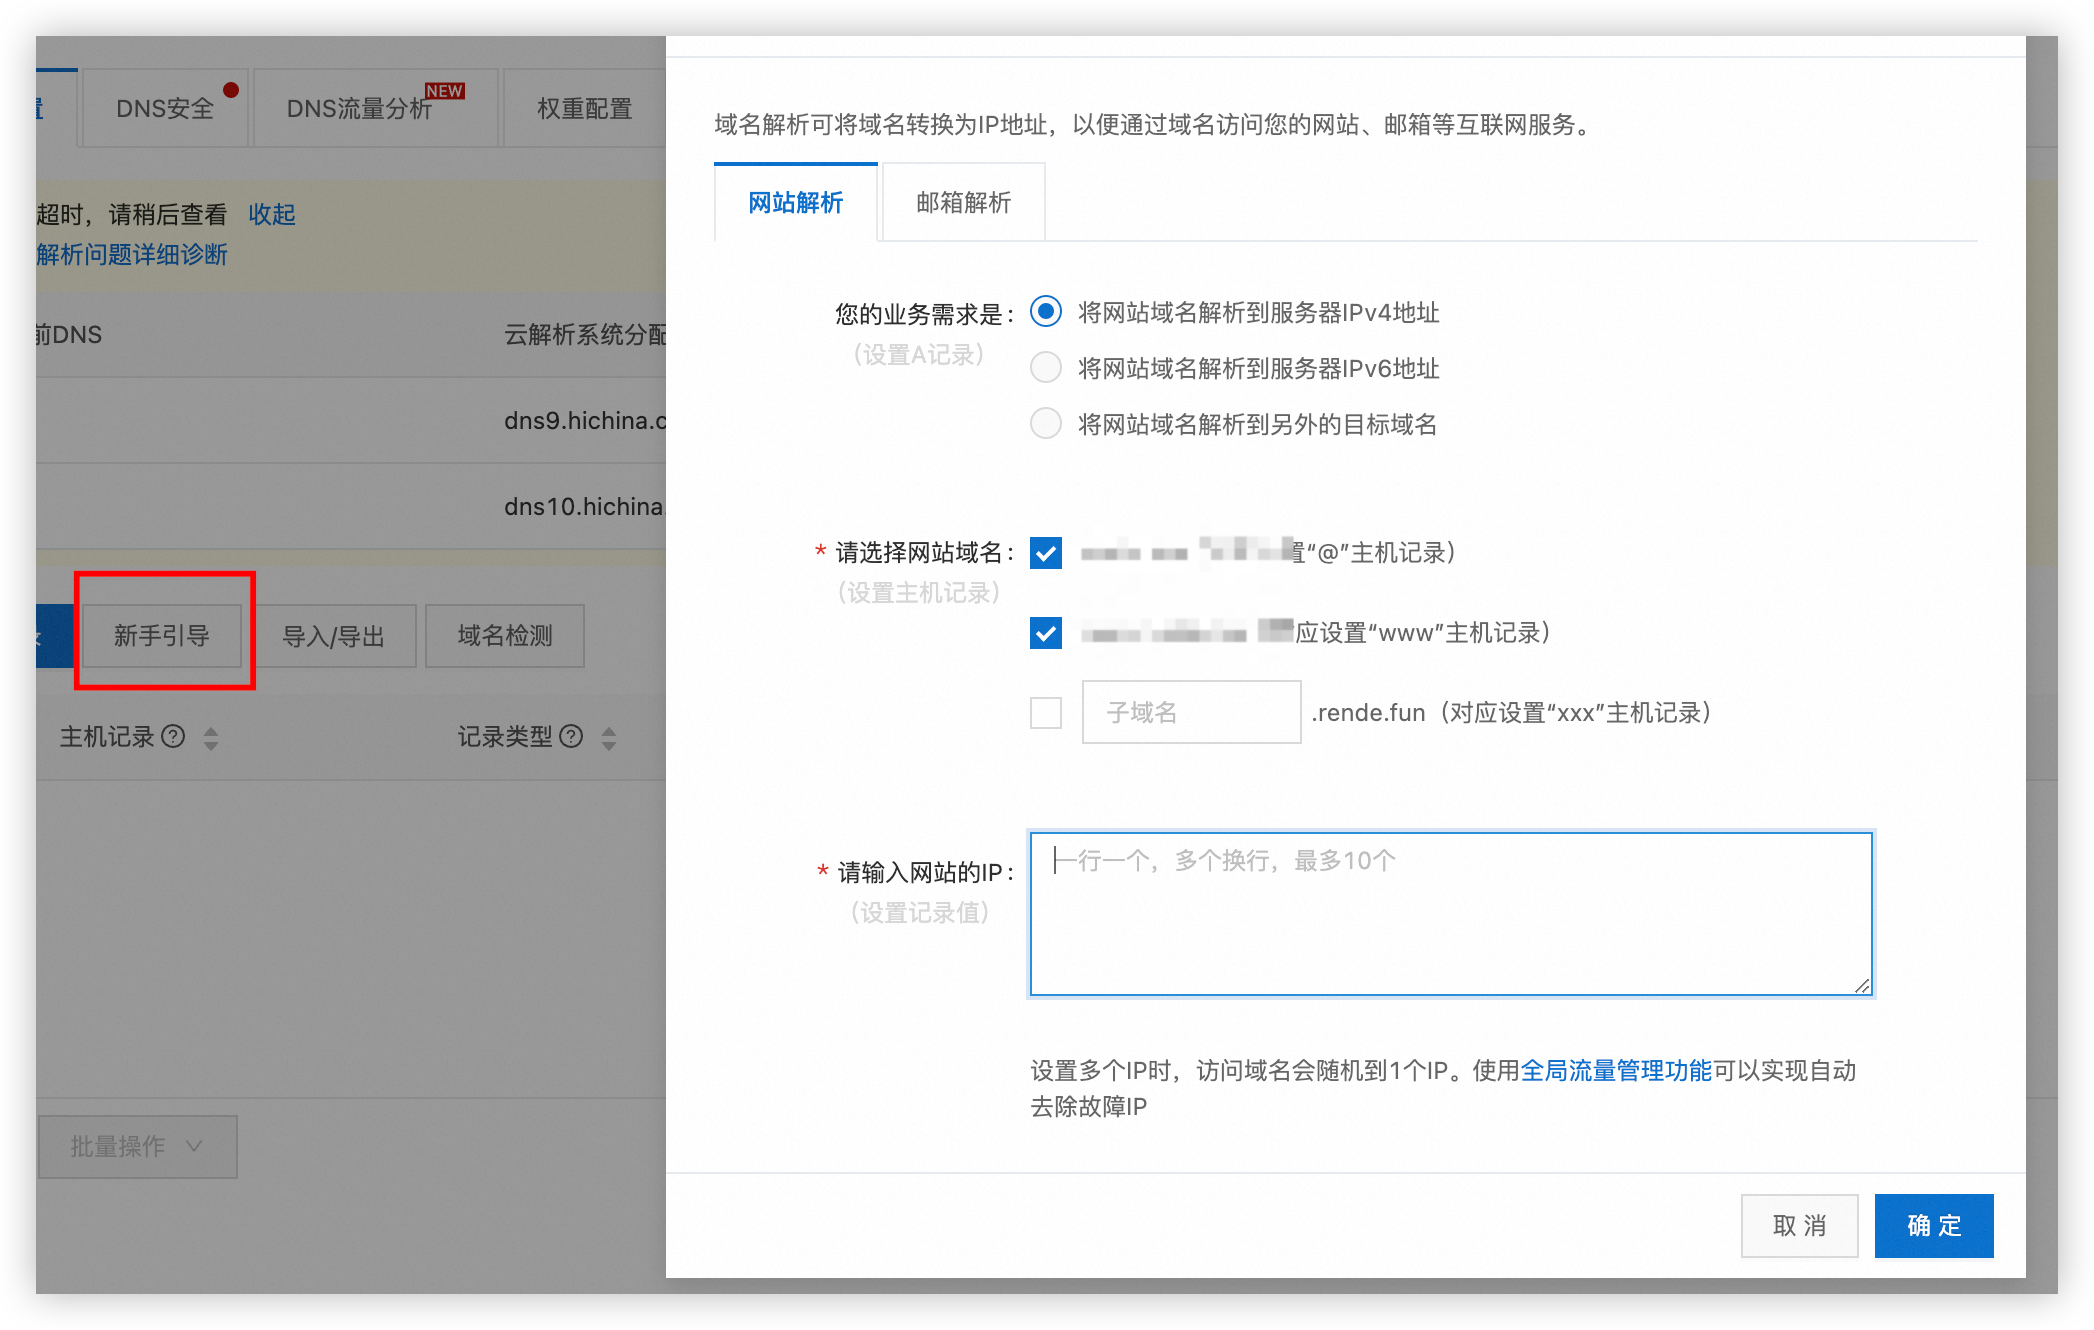 置
DNS安全
DNS流量分析
NEW
权重配置
超时，请稍后查看 收起
解析问题详细诊断
前DNS
云解析系统分配
dns9.hichina.c
dns10.hichina.
新手引导
导入/导出
域名检测
主机记录
记录类型
批量操作
域名解析可将域名转换为IP地址，以便通过域名访问您的网站、邮箱等互联网服务。
网站解析
邮箱解析
您的业务需求是：
（设置A记录）
将网站域名解析到服务器IPv4地址
将网站域名解析到服务器IPv6地址
将网站域名解析到另外的目标域名
* 请选择网站域名：
（设置主机记录）
置“@”主机记录）
应设置“www”主机记录）
子域名 .rende.fun（对应设置“xxx”主机记录）
* 请输入网站的IP：
（设置记录值）
一行一个，多个换行，最多10个
设置多个IP时，访问域名会随机到1个IP。使用全局流量管理功能可以实现自动
去除故障IP
取 消
确 定